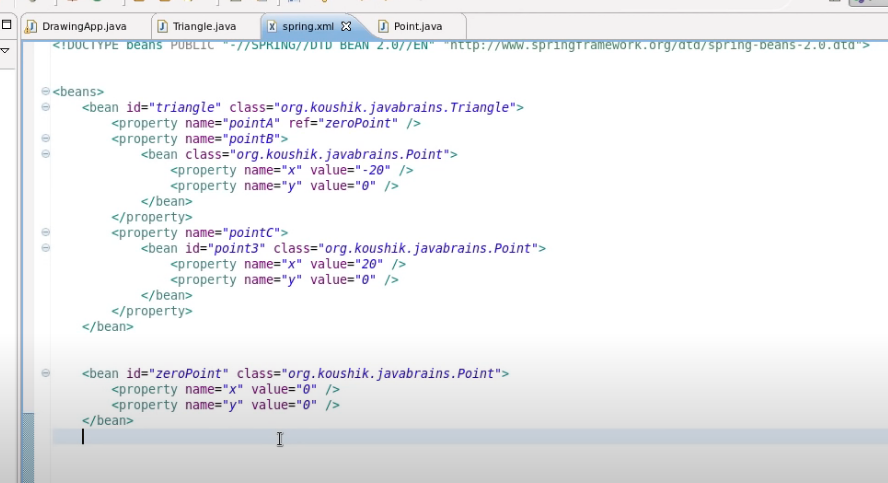 DrawingApp.java Triangle.java spring.xml Point.java
<!DOCTYPE beans PUBLIC "-//SPRING//DTD BEAN 2.0//EN" "http://www.springframework.org/dtd/spring-beans-2.0.dtd">
<beans>
<bean id="triangle" class="org.koushik.javabrains.Triangle">
<property name="pointA" ref="zeroPoint" />
<property name="pointB">
<bean class="org.koushik.javabrains.Point">
<property name="x" value="-20" />
<property name="y" value="0" />
</bean>
</property>
<property name="pointC">
<bean id="point3" class="org.koushik.javabrains.Point">
<property name="x" value="20" />
<property name="y" value="0" />
</bean>
</property>
</bean>
<bean id="zeroPoint" class="org.koushik.javabrains.Point">
<property name="x" value="0" />
<property name="y" value="0" />
</bean>